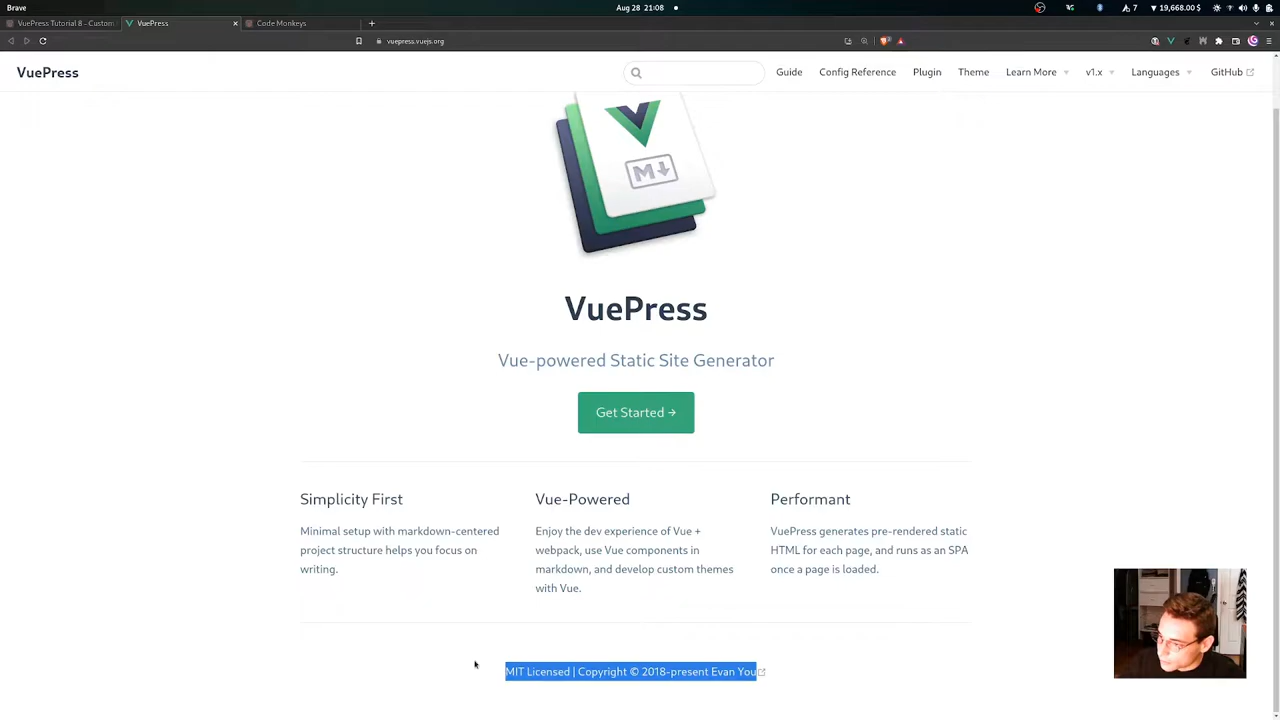 Brave
Aug 28 21:08
7
19,668.00 $
VuePress Tutorial 8 - Custom
VuePress
Code Monkeys
vuepress.vuejs.org
VuePress
Guide
Config Reference
Plugin
Theme
Learn More
v1.x
Languages
GitHub
M
VuePress
Vue-powered Static Site Generator
Get Started →
Simplicity First
Minimal setup with markdown-centered
project structure helps you focus on
writing.
Vue-Powered
Enjoy the dev experience of Vue +
webpack, use Vue components in
markdown, and develop custom themes
with Vue.
Performant
VuePress generates pre-rendered static
HTML for each page, and runs as an SPA
once a page is loaded.
MIT Licensed | Copyright © 2018-present Evan You